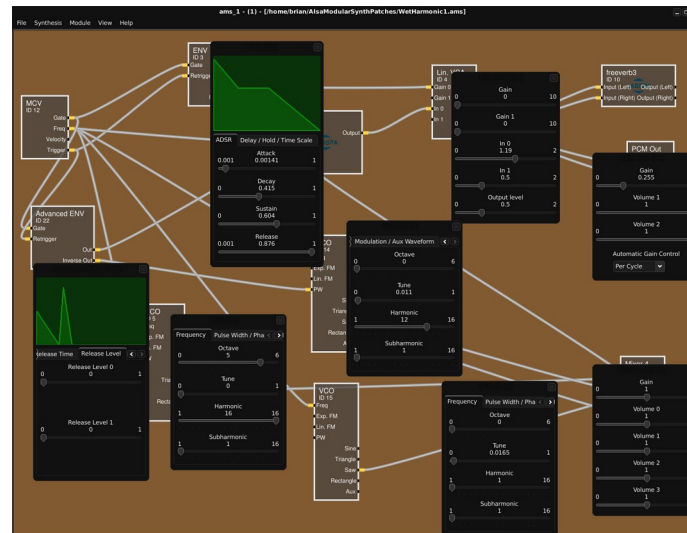 ams_1 - (1) - [/home/brian/AlsaModularSynthPatches/WetHarmonic1.ams]
File Synthesis Module View Help
MCV
ID 12
Gate
Freq
Velocity
Trigger
ENV
ID 3
Gate
Retrigger
ADSR Delay / Hold / Time Scale
Attack
0.001 0.00141 1
Decay
0 0.415 1
Sustain
0 0.604 1
Release
0.001 0.876 1
Output
Lin. VCA
ID 4
Gain 0
Gain 1
In 0
In 1
Gain
0 0 10
Gain 1
0 0 10
In 0
0 1.19 2
In 1
0 0.5 2
Output level
0 0.5 2
freeverb3
ID 10
Input (Left) Output (Left)
Input (Right) Output (Right)
PCM Out
Gain
0 0.255
Volume 1
0 1
Volume 2
0 1
Automatic Gain Control
Per Cycle
Advanced ENV
ID 22
Gate
Retrigger
Out
Inverse Out
Release Level
Release Level 0
0 0 1
Release Level 1
0 0 1
Exp. FM
Lin. FM
PW
Modulation / Aux Waveform
Octave
0 0 6
Tune
0 0.011 1
Harmonic
1 12 16
Subharmonic
1 1 16
Frequency Pulse Width / Pha
Octave
0 5 6
Tune
0 0 1
Harmonic
1 16 16
Subharmonic
1 1 16
VCO
ID 15
Freq
Exp. FM
Lin. FM
PW
Sine
Triangle
Saw
Rectangle
Aux
Frequency Pulse Width / Pha
Octave
0 0 6
Tune
0 0.0165 1
Harmonic
1 1 16
Subharmonic
1 1 16
Mixer 4
Gain
0 1
Volume 0
0 1
Volume 1
0 1
Volume 2
0 1
Volume 3
0 1